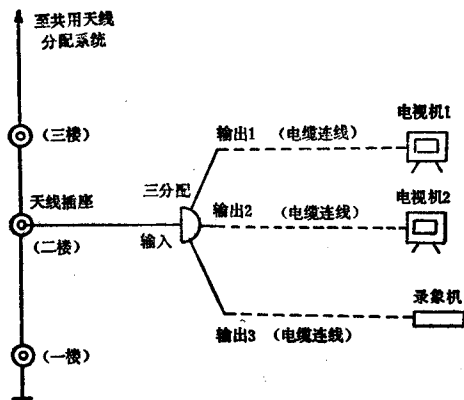 至共用天线
分配系统
(三楼)
输出1 (电缆连线)
电视机1
天线插座
三分配
输出2 (电缆连线)
电视机2
(二楼)
输入
输出3 (电缆连线)
录象机
(一楼)